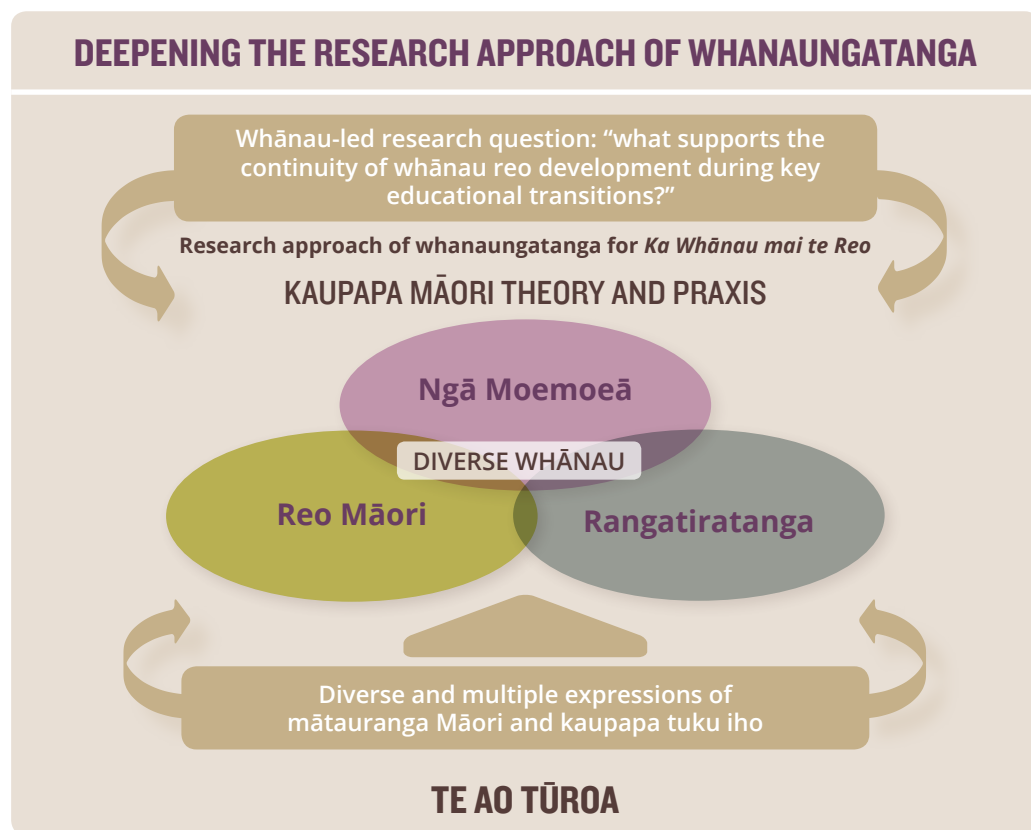 DEEPENING THE RESEARCH APPROACH OF WHANAUNGATANGA
Whānau-led research question: “what supports the
continuity of whānau reo development during key
educational transitions?”
Research approach of whanaungatanga for Ka Whānau mai te Reo
KAUPAPA MĀORI THEORY AND PRAXIS
Ngā Moemoeā
DIVERSE WHĀNAU
Reo Māori
Rangatiratanga
Diverse and multiple expressions of
mātauranga Māori and kaupapa tuku iho
TE AO TŪROA